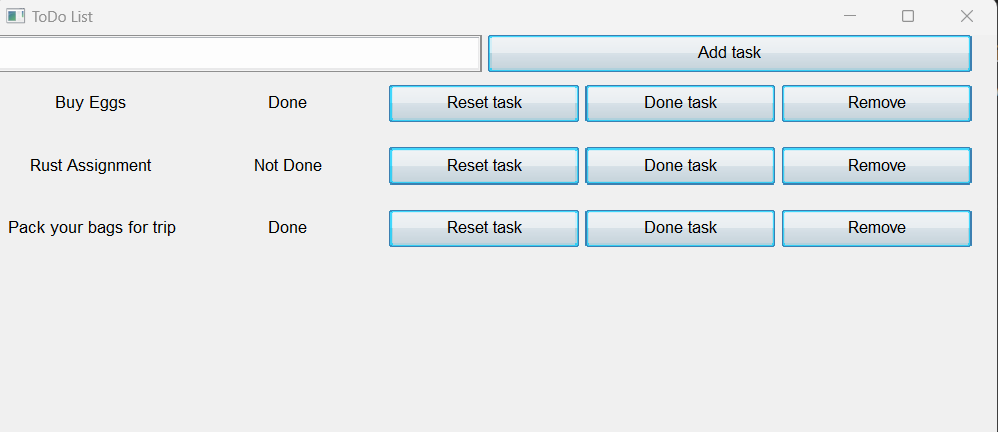 ToDo List
Add task
Buy Eggs Done Reset task Done task Remove
Rust Assignment Not Done Reset task Done task Remove
Pack your bags for trip Done Reset task Done task Remove